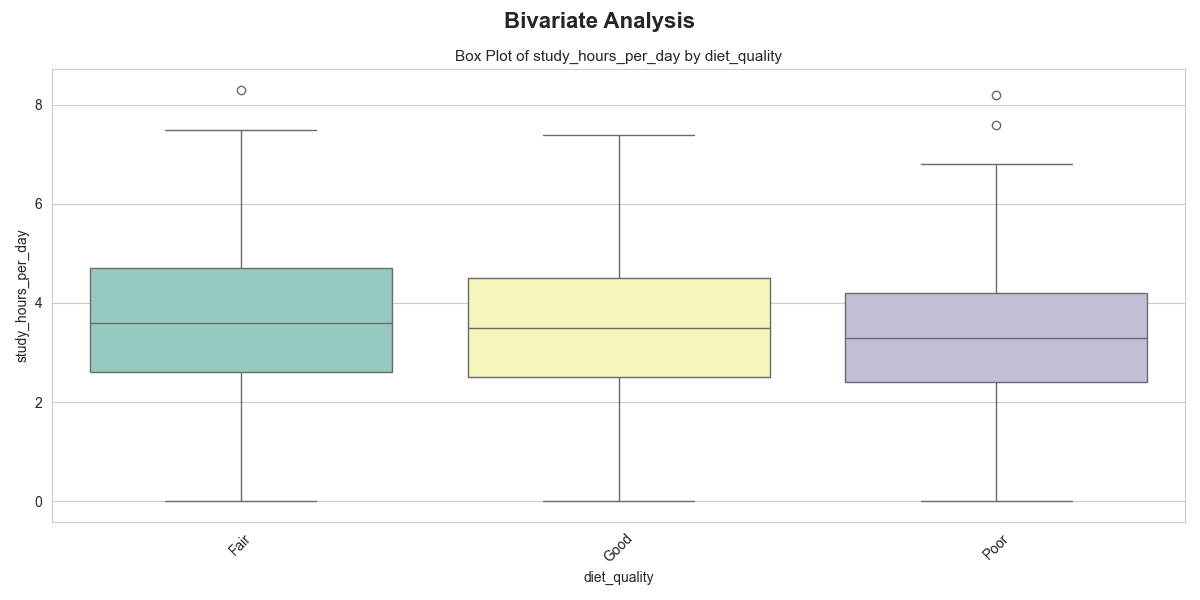 Bivariate Analysis
Box Plot of study_hours_per_day by diet_quality
study_hours_per_day
8
6
4
2
0
Fair
Good
Poor
diet_quality